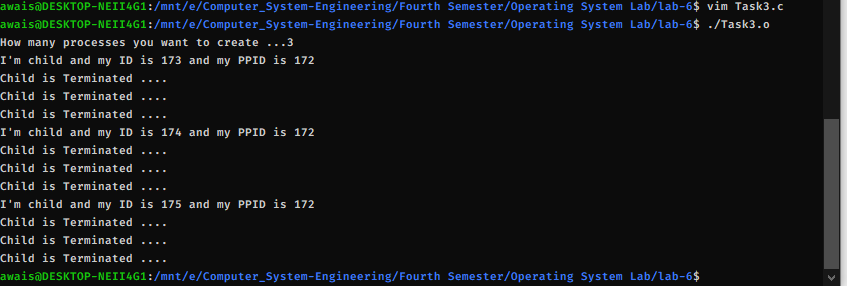 awais@DESKTOP-NEII4G1:/mnt/e/Computer_System-Engineering/Fourth Semester/Operating System Lab/lab-6$ vim Task3.c
awais@DESKTOP-NEII4G1:/mnt/e/Computer_System-Engineering/Fourth Semester/Operating System Lab/lab-6$ ./Task3.o
How many processes you want to create ...3
I'm child and my ID is 173 and my PPID is 172
Child is Terminated ....
Child is Terminated ....
Child is Terminated ....
I'm child and my ID is 174 and my PPID is 172
Child is Terminated ....
Child is Terminated ....
Child is Terminated ....
I'm child and my ID is 175 and my PPID is 172
Child is Terminated ....
Child is Terminated ....
Child is Terminated ....
awais@DESKTOP-NEII4G1:/mnt/e/Computer_System-Engineering/Fourth Semester/Operating System Lab/lab-6$